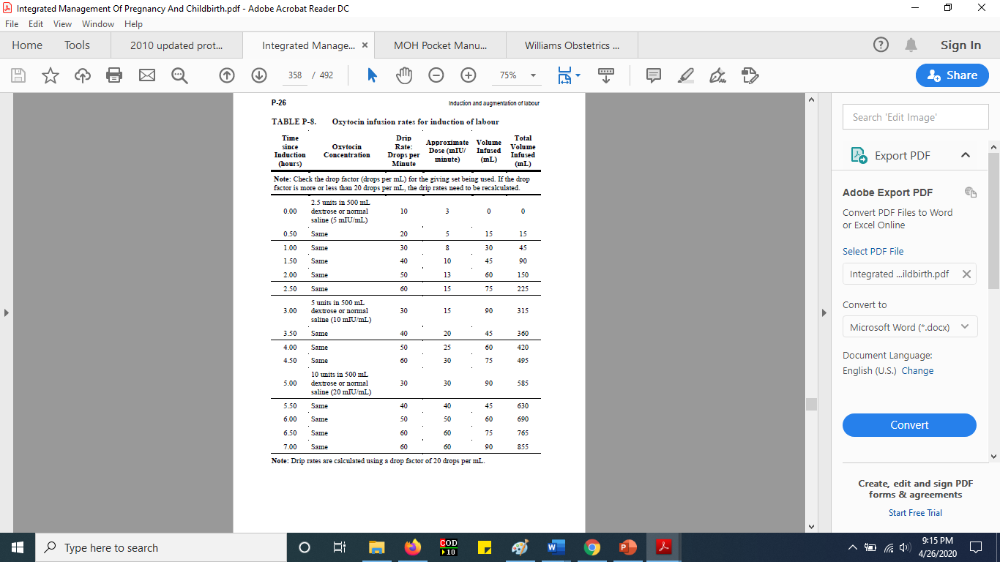 Integrated Management Of Pregnancy And Childbirth.pdf - Adobe Acrobat Reader DC
File Edit View Window Help
Home Tools 2010 updated prot... Integrated Manage... × MOH Pocket Manu... Williams Obstetrics ... Sign In
358 / 492 75% Share
P-26 Induction and augmentation of labour
TABLE P-8. Oxytocin infusion rates for induction of labour
Time since Induction (hours) Oxytocin Concentration Drip Rate: Drops per Minute Approximate Dose (mIU/ minute) Volume Infused (mL) Total Volume Infused (mL)
Note: Check the drop factor (drops per mL) for the giving set being used. If the drop
factor is more or less than 20 drops per mL, the drip rates need to be recalculated.
0.00 2.5 units in 500 mL dextrose or normal saline (5 mIU/mL) 10 3 0 0
0.50 Same 20 5 15 15
1.00 Same 30 8 30 45
1.50 Same 40 10 45 90
2.00 Same 50 13 60 150
2.50 Same 60 15 75 225
3.00 5 units in 500 mL dextrose or normal saline (10 mIU/mL) 30 15 90 315
3.50 Same 40 20 45 360
4.00 Same 50 25 60 420
4.50 Same 60 30 75 495
5.00 10 units in 500 mL dextrose or normal saline (20 mIU/mL) 30 30 90 585
5.50 Same 40 40 45 630
6.00 Same 50 50 60 690
6.50 Same 60 60 75 765
7.00 Same 60 60 90 855
Note: Drip rates are calculated using a drop factor of 20 drops per mL.
Search 'Edit Image'
Export PDF
Adobe Export PDF
Convert PDF Files to Word
or Excel Online
Select PDF File
Integrated ...ildbirth.pdf
Convert to
Microsoft Word (*.docx)
Document Language:
English (U.S.) Change
Convert
Create, edit and sign PDF
forms & agreements
Start Free Trial
Type here to search
COD
10
9:15 PM
4/26/2020